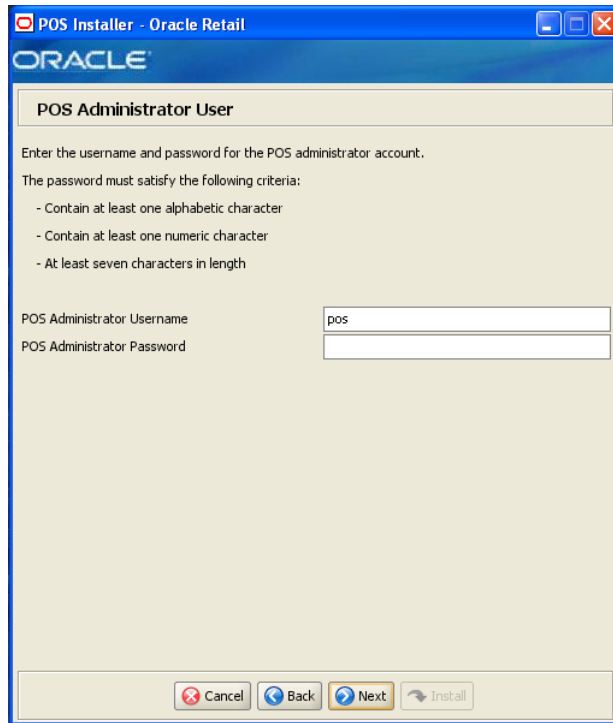 POS Installer - Oracle Retail
ORACLE
POS Administrator User
Enter the username and password for the POS administrator account.
The password must satisfy the following criteria:
- Contain at least one alphabetic character
- Contain at least one numeric character
- At least seven characters in length
POS Administrator Username pos
POS Administrator Password
Cancel Back Next Install